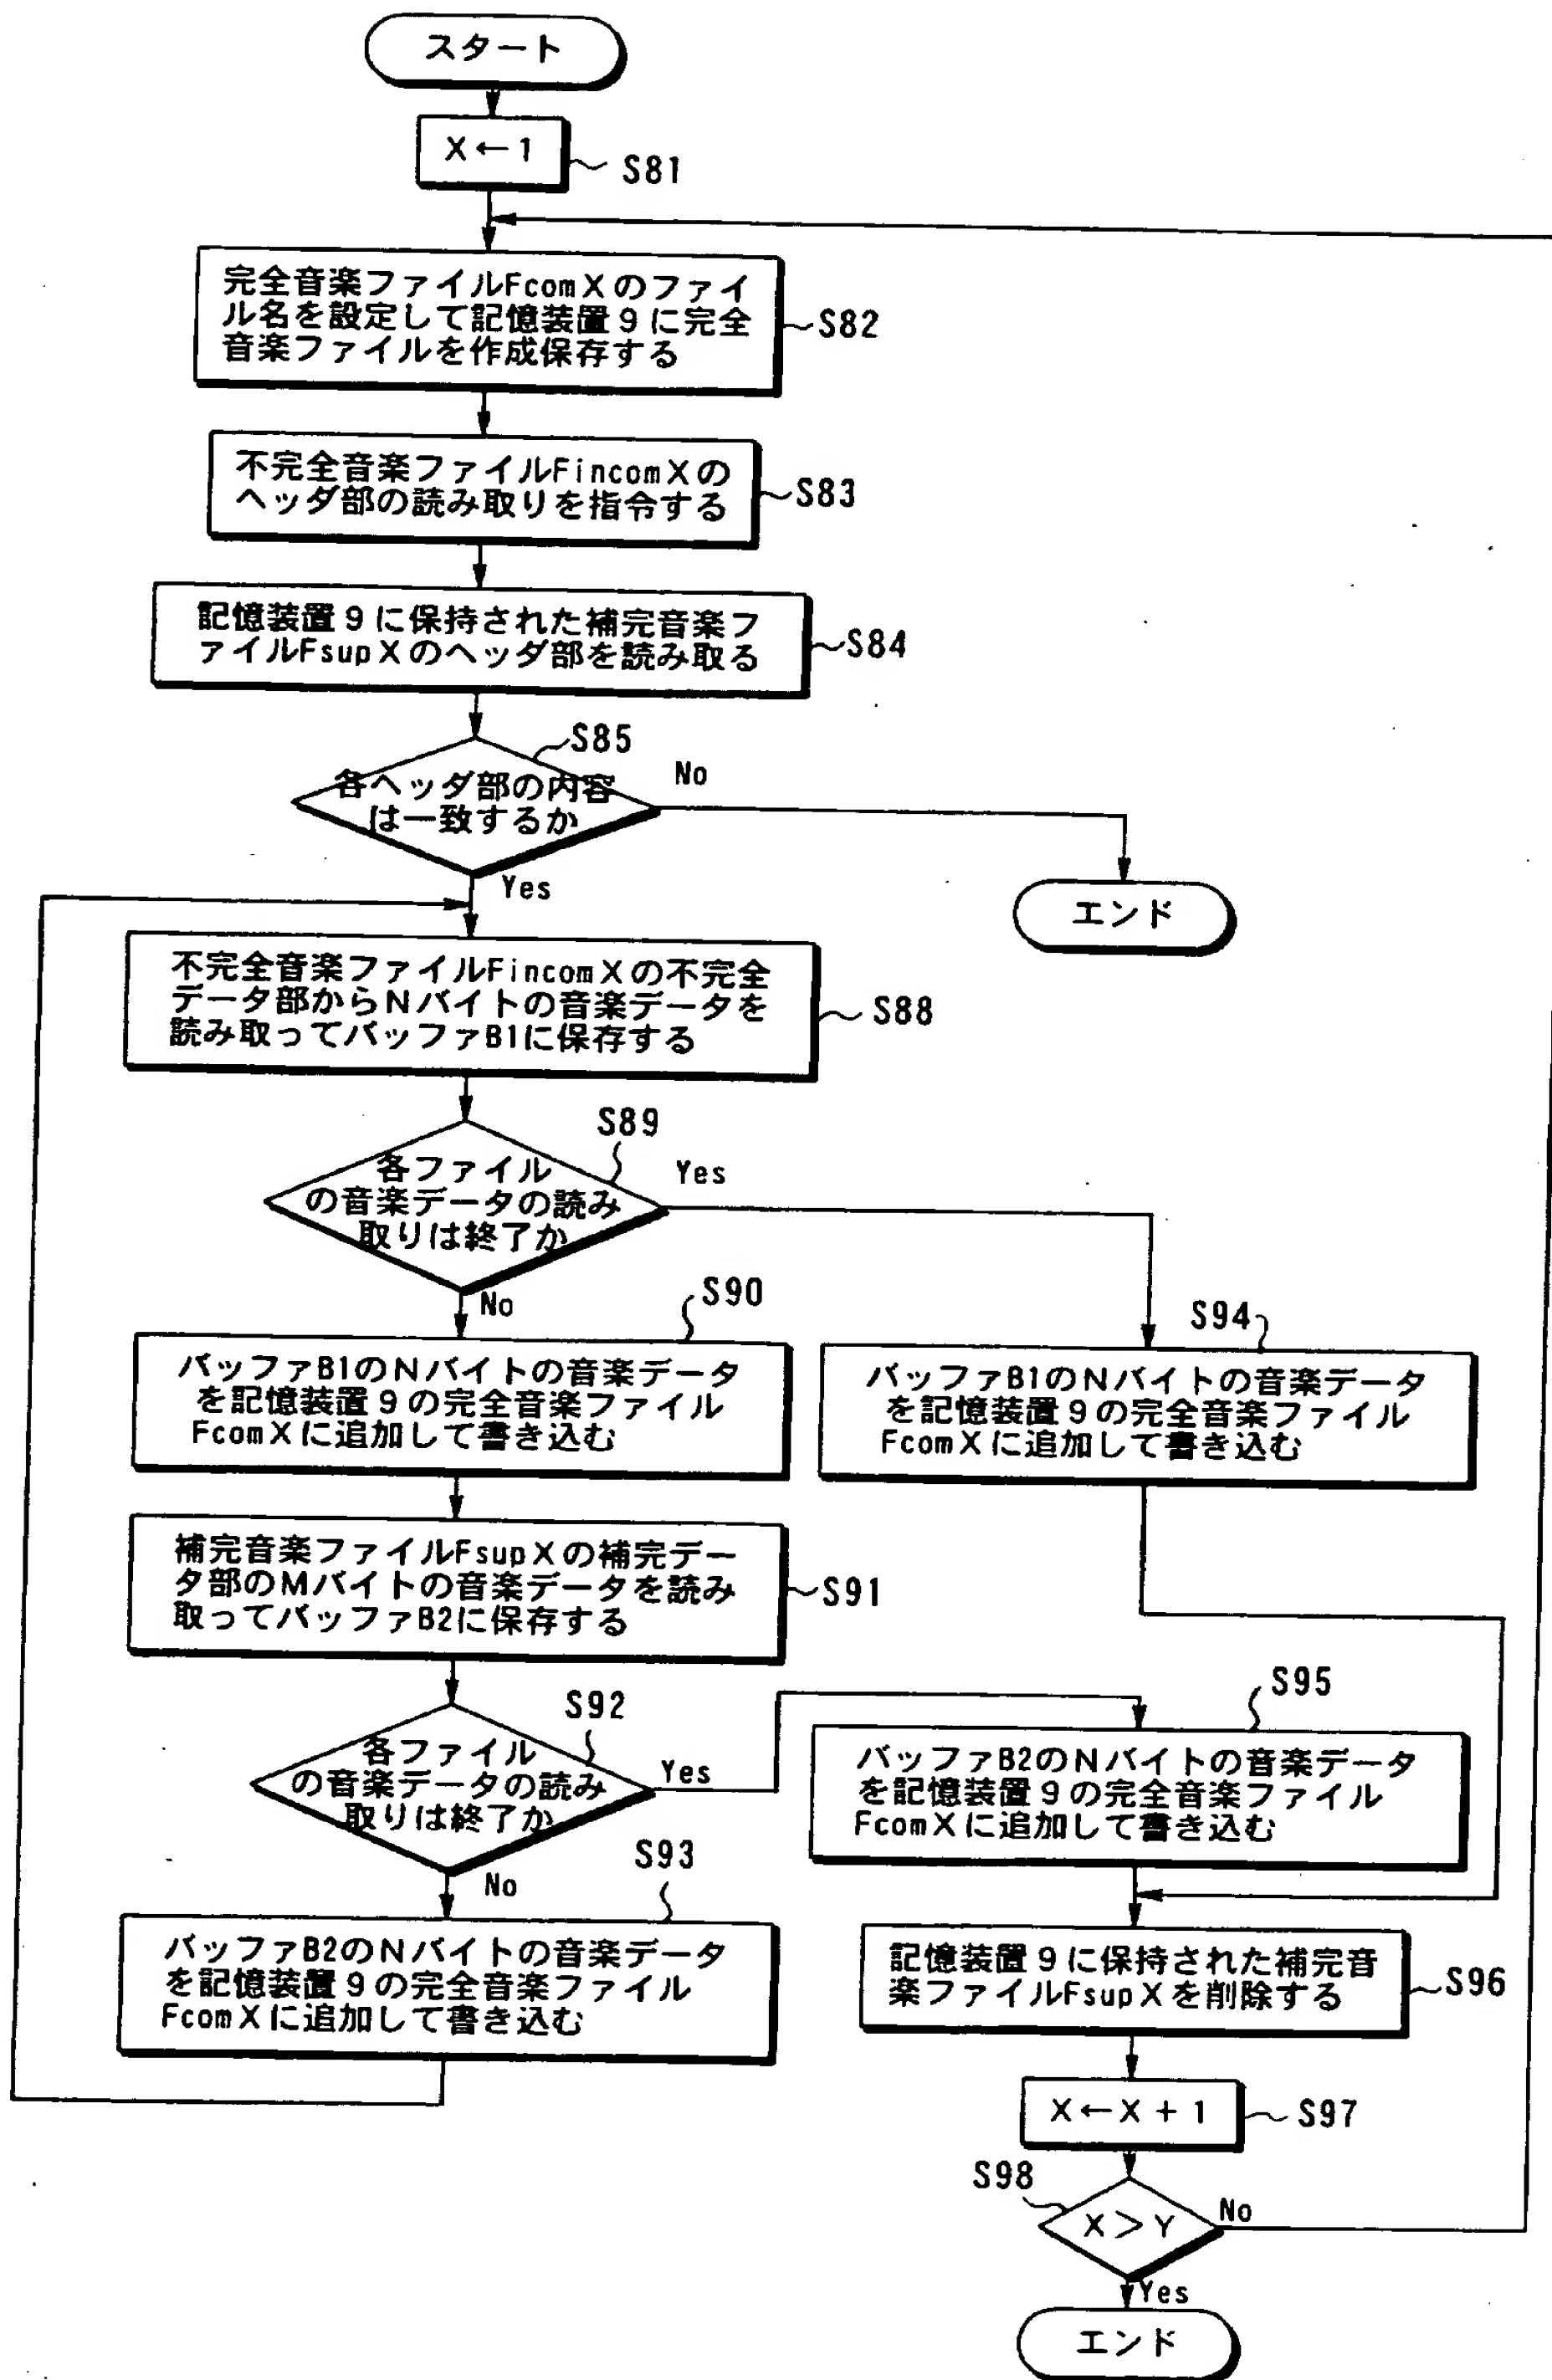 スタート
X←1
S81
完全音楽ファイルFcomXのファイ
ル名を設定して記憶装置9に完全
音楽ファイルを作成保存する
S82
不完全音楽ファイルFincomXの
ヘッダ部の読み取りを指令する
S83
記憶装置9に保持された補完音楽フ
ァイルFsupXのヘッダ部を読み取る
S84
S85
各ヘッダ部の内容
は一致するか
No
Yes
エンド
不完全音楽ファイルFincomXの不完全
データ部からNバイトの音楽データを
読み取ってバッファB1に保存する
S88
S89
各ファイル
の音楽データの読み
取りは終了か
Yes
No
S90
バッファB1のNバイトの音楽データ
を記憶装置9の完全音楽ファイル
FcomXに追加して書き込む
S94
バッファB1のNバイトの音楽データ
を記憶装置9の完全音楽ファイル
FcomXに追加して書き込む
補完音楽ファイルFsupXの補完デー
タ部のMバイトの音楽データを読み
取ってバッファB2に保存する
S91
S92
各ファイル
の音楽データの読み
取りは終了か
Yes
No
S95
バッファB2のNバイトの音楽データ
を記憶装置9の完全音楽ファイル
FcomXに追加して書き込む
S93
バッファB2のNバイトの音楽データ
を記憶装置9の完全音楽ファイル
FcomXに追加して書き込む
記憶装置9に保持された補完音
楽ファイルFsupXを削除する
S96
X←X+1
S97
S98
X>Y
No
Yes
エンド